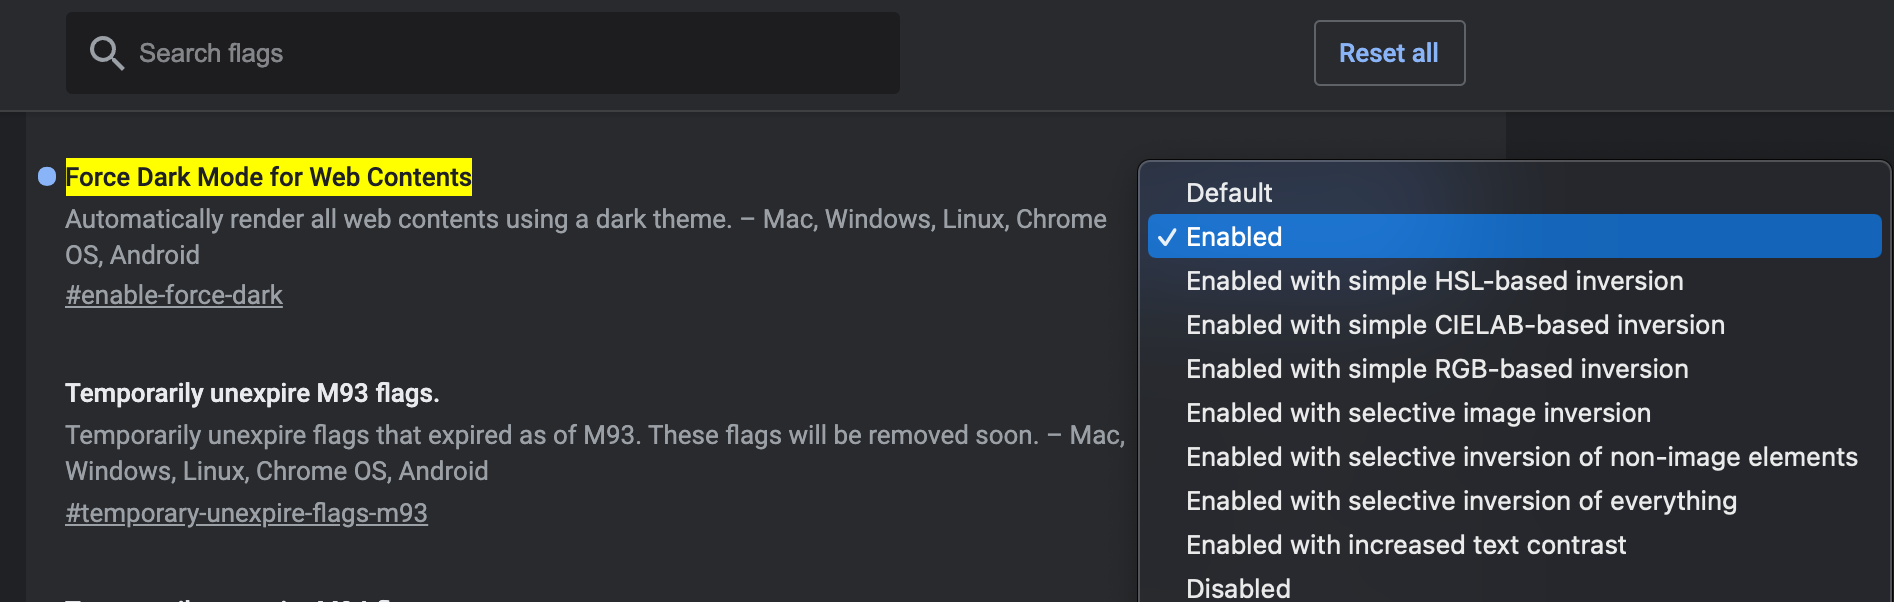 Search flags
Reset all
Force Dark Mode for Web Contents
Automatically render all web contents using a dark theme. – Mac, Windows, Linux, Chrome
OS, Android
#enable-force-dark
Temporarily unexpire M93 flags.
Temporarily unexpire flags that expired as of M93. These flags will be removed soon. – Mac,
Windows, Linux, Chrome OS, Android
#temporary-unexpire-flags-m93
Default
✓ Enabled
Enabled with simple HSL-based inversion
Enabled with simple CIELAB-based inversion
Enabled with simple RGB-based inversion
Enabled with selective image inversion
Enabled with selective inversion of non-image elements
Enabled with selective inversion of everything
Enabled with increased text contrast
Disabled